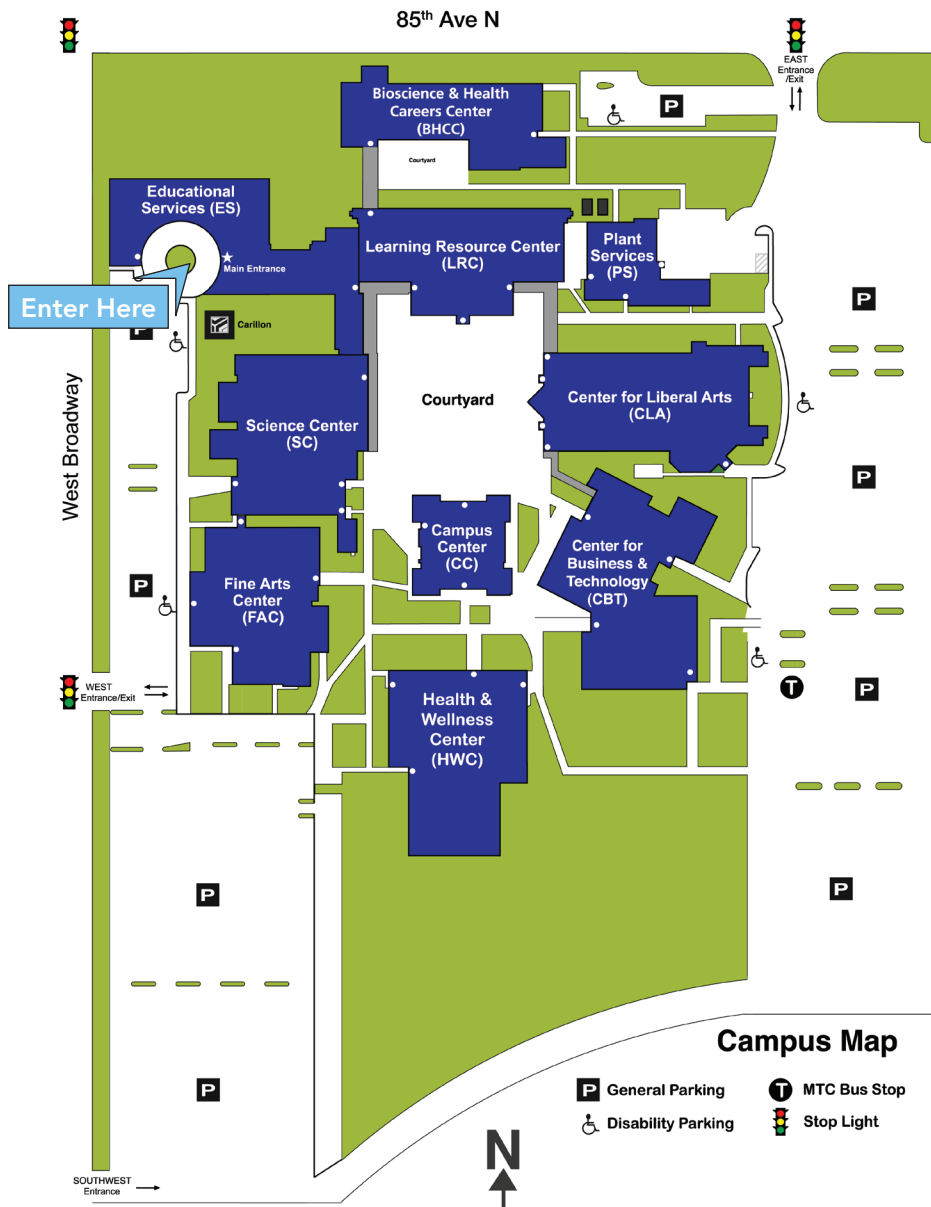 85th Ave N
EAST
Entrance
/Exit
Bioscience & Health
Careers Center
(BHCC)
P
Courtyard
Educational
Services (ES)
Main Entrance
Learning Resource Center
(LRC)
Plant
Services
(PS)
Enter Here
P
P
Carillon
West Broadway
Science Center
(SC)
Courtyard
Center for Liberal Arts
(CLA)
P
Campus
Center
(CC)
Center for
Business &
Technology
(CBT)
P
Fine Arts
Center
(FAC)
WEST
Entrance/Exit
T
P
Health &
Wellness
Center
(HWC)
P
P
P
Campus Map
P General Parking
T MTC Bus Stop
Disability Parking
Stop Light
N
SOUTHWEST
Entrance